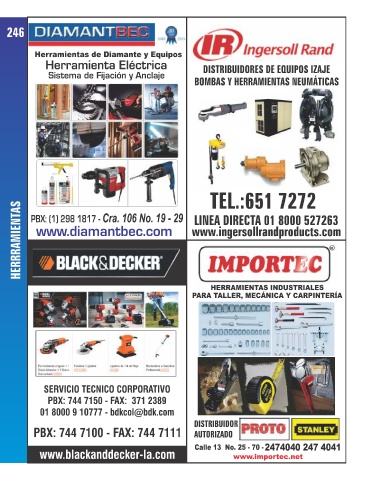 246
HERRRAMIENTAS
DIAMANTBEC
Herramientas de Diamante y Equipos
Herramienta Eléctrica
Sistema de Fijación y Anclaje
PBX: (1) 298 1817 - Cra. 106 No. 19 - 29
www.diamantbec.com
IR Ingersoll Rand
DISTRIBUIDORES DE EQUIPOS IZAJE
BOMBAS Y HERRAMIENTAS NEUMÁTICAS
TEL.:651 7272
LINEA DIRECTA 01 8000 527263
www.ingersollrandproducts.com
BLACK&DECKER
SERVICIO TECNICO CORPORATIVO
PBX: 744 7150 - FAX: 371 2389
01 8000 9 10777 - bdkcol@bdk.com
PBX: 744 7100 - FAX: 744 7111
www.blackanddecker-la.com
IMPORTEC®
HERRAMIENTAS INDUSTRIALES
PARA TALLER, MECÁNICA Y CARPINTERÍA
DISTRIBUIDOR
AUTORIZADO
PROTO STANLEY
Calle 13 No. 25 - 70 - 2474040 247 4041
www.importec.net